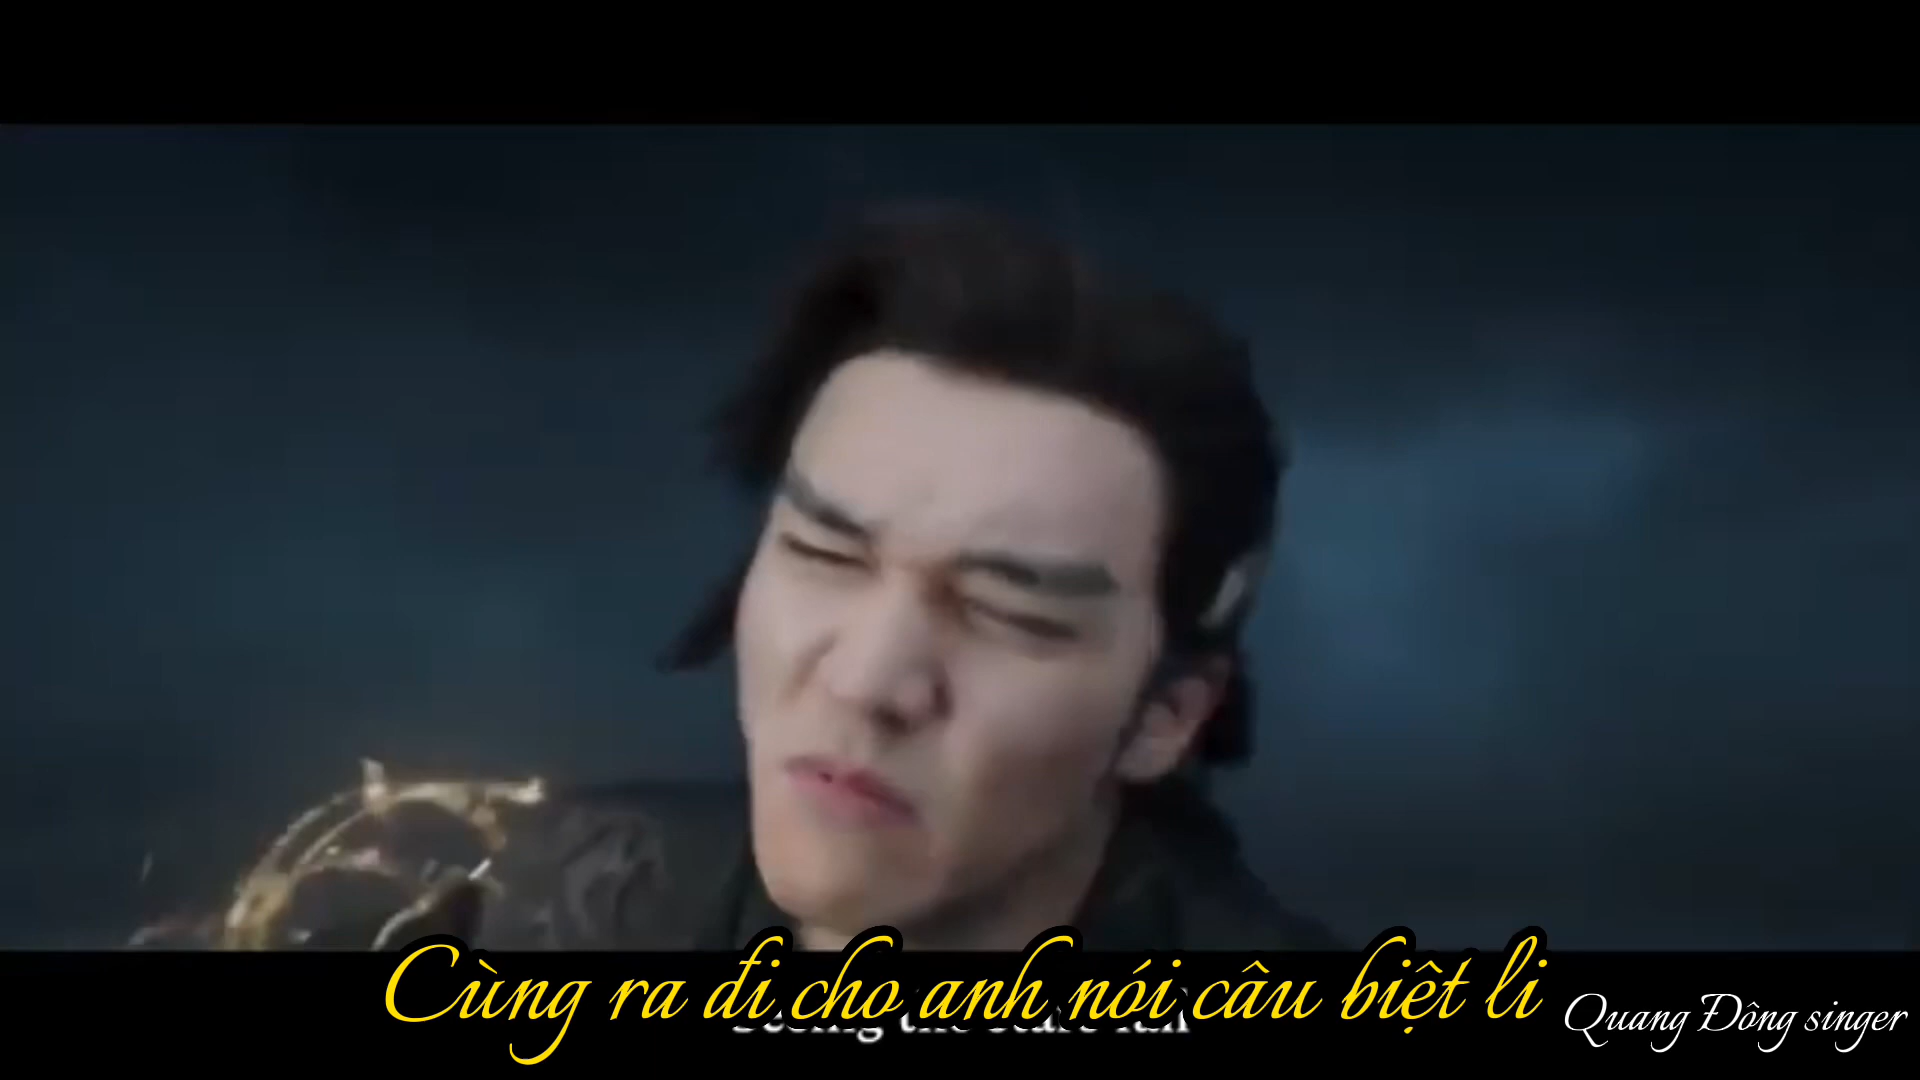 Cùng ra đi cho anh nói câu biệt li
Quang Đông singer